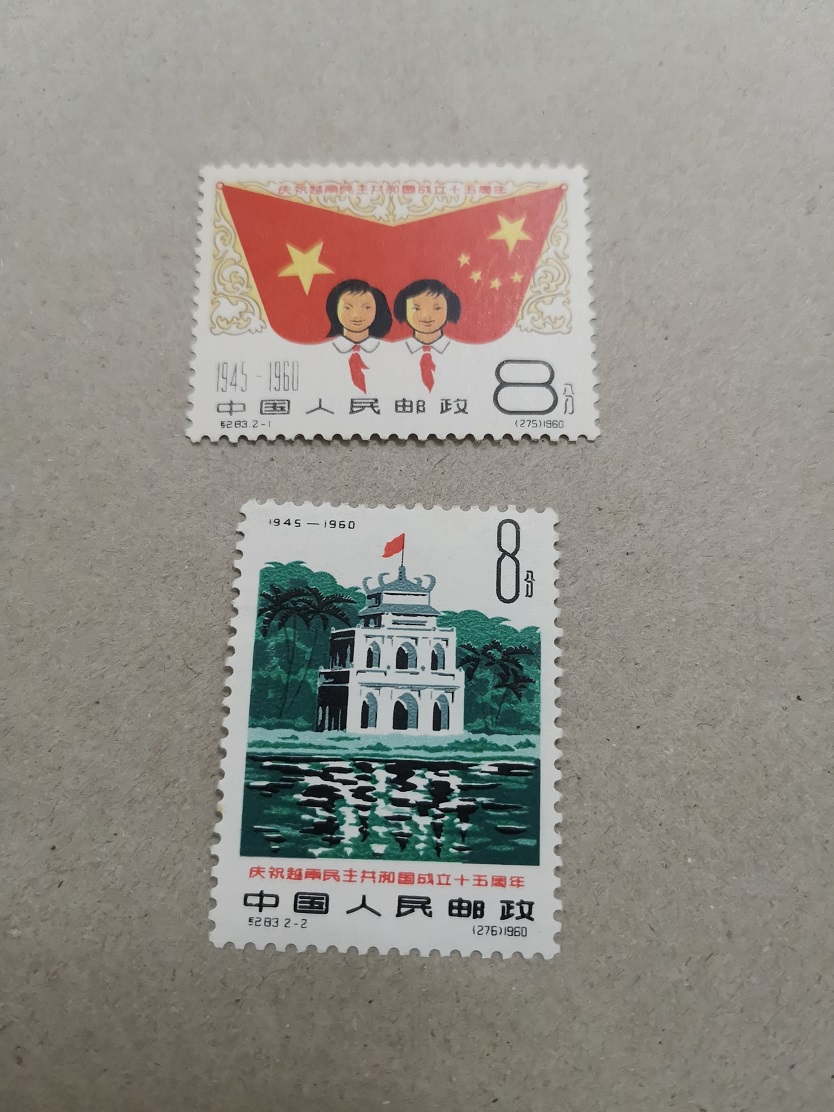 庆祝越南民主共和国成立十五周年
1945-1960
8分
中国人民邮政
纪83.2-1
(275)1960
1945—1960
8分
庆祝越南民主共和国成立十五周年
中国人民邮政
纪83 2-2
(276)1960